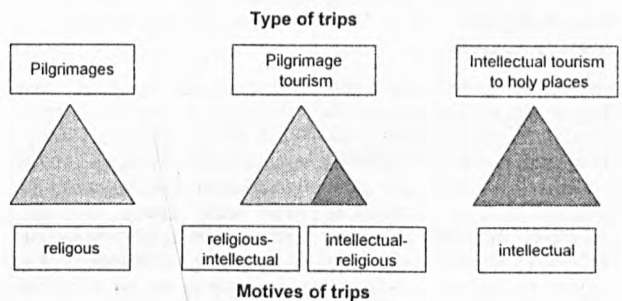 Type of trips
Pilgrimages
Pilgrimage
tourism
Intellectual tourism
to holy places
religous
religious-
intellectual
intellectual-
religious
intellectual
Motives of trips